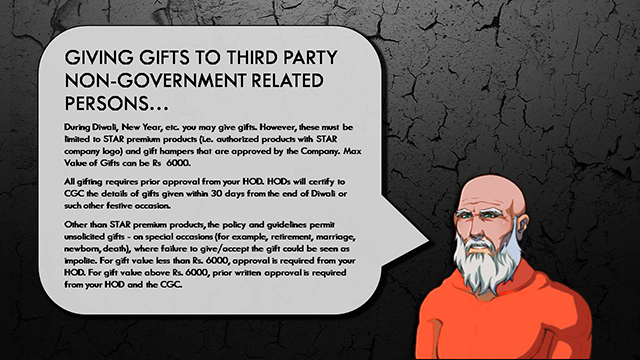 GIVING GIFTS TO THIRD PARTY
NON-GOVERNMENT RELATED
PERSONS...
During Diwali, New Year, etc. you may give gifts. However, these must be
limited to STAR premium products (i.e. authorized products with STAR
company logo) and gift hampers that are approved by the Company. Max
Value of Gifts can be Rs 6000.
All gifting requires prior approval from your HOD. HODs will certify to
CGC the details of gifts given within 30 days from the end of Diwali or
such other festive occasion.
Other than STAR premium products, the policy and guidelines permit
unsolicited gifts - on special occasions (for example, retirement, marriage,
newborn, death), where failure to give/accept the gift could be seen as
impolite. For gift value less than Rs. 6000, approval is required from your
HOD. For gift value above Rs. 6000, prior written approval is required
from your HOD and the CGC.